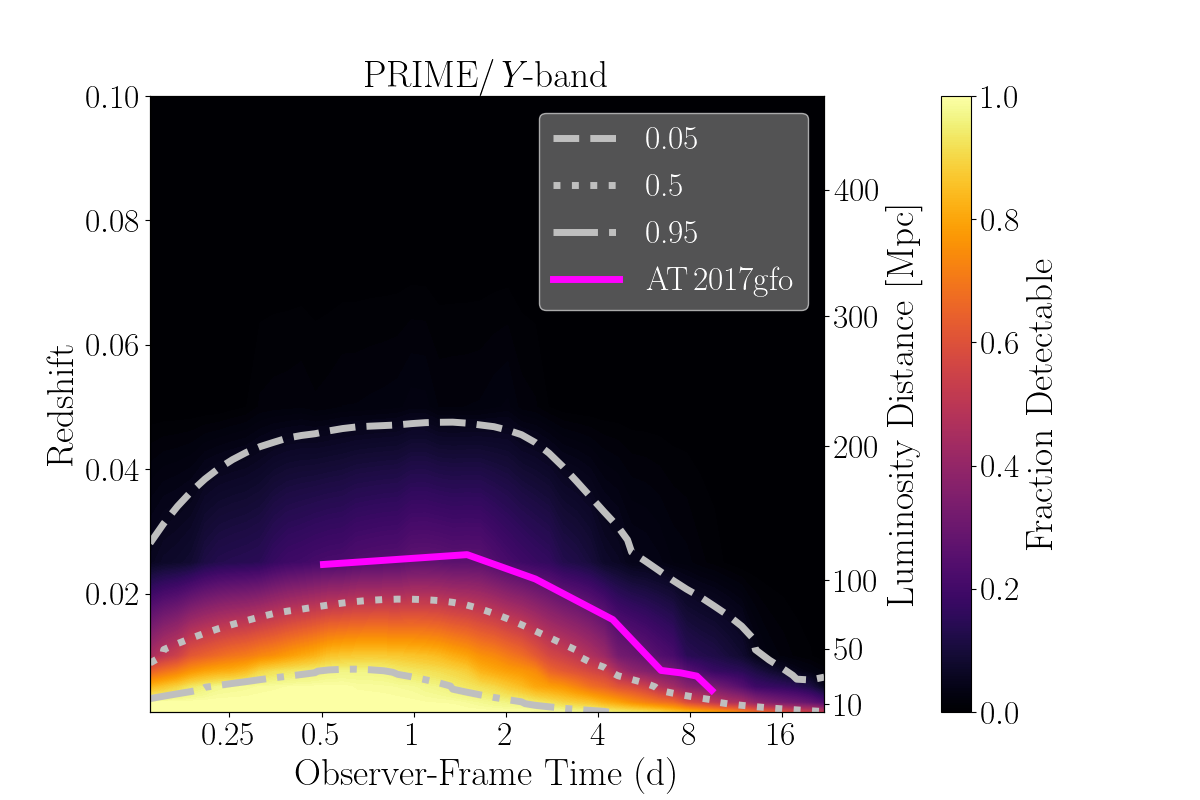 PRIME/Y-band
0.10
0.08
0.06
0.04
0.02
Redshift
0.05
0.5
0.95
AT 2017gfo
400
300
200
100
50
10
Luminosity Distance [Mpc]
0.25 0.5 1 2 4 8 16
Observer-Frame Time (d)
1.0
0.8
0.6
0.4
0.2
0.0
Fraction Detectable